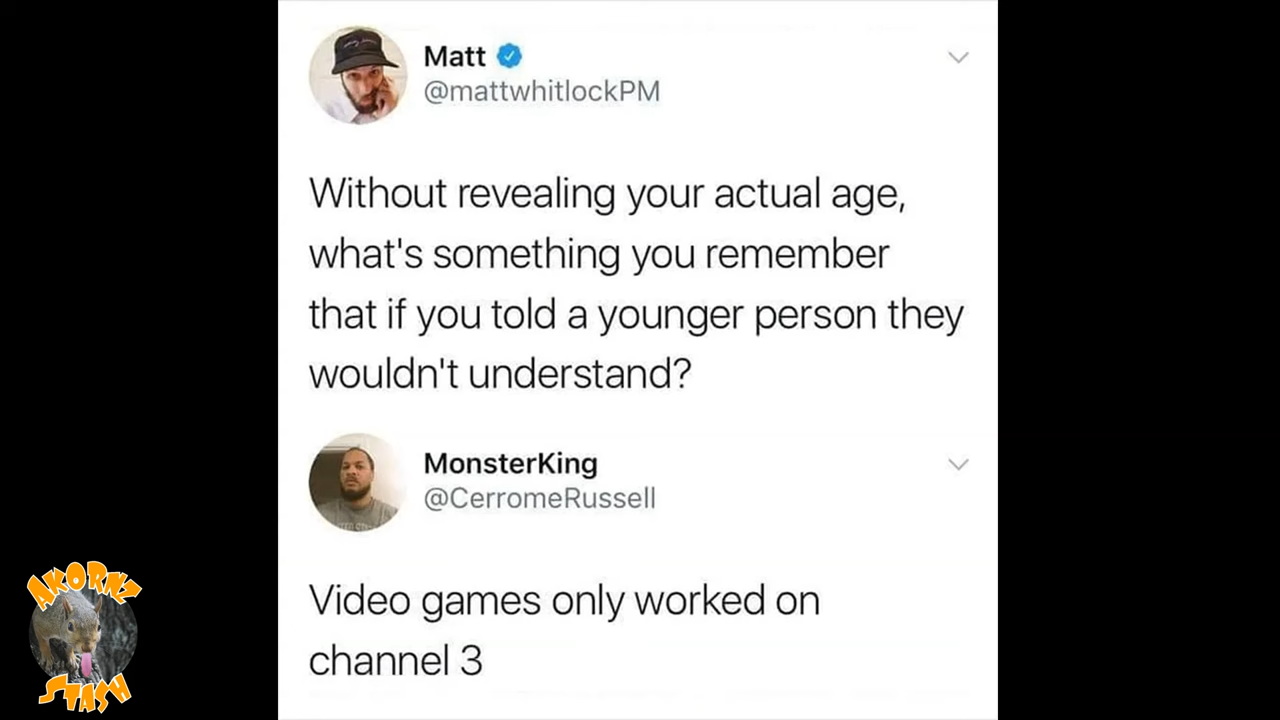 Matt
@mattwhitlockPM
Without revealing your actual age,
what's something you remember
that if you told a younger person they
wouldn't understand?
MonsterKing
@CerromeRussell
Video games only worked on
channel 3
AKORNZ
STASH